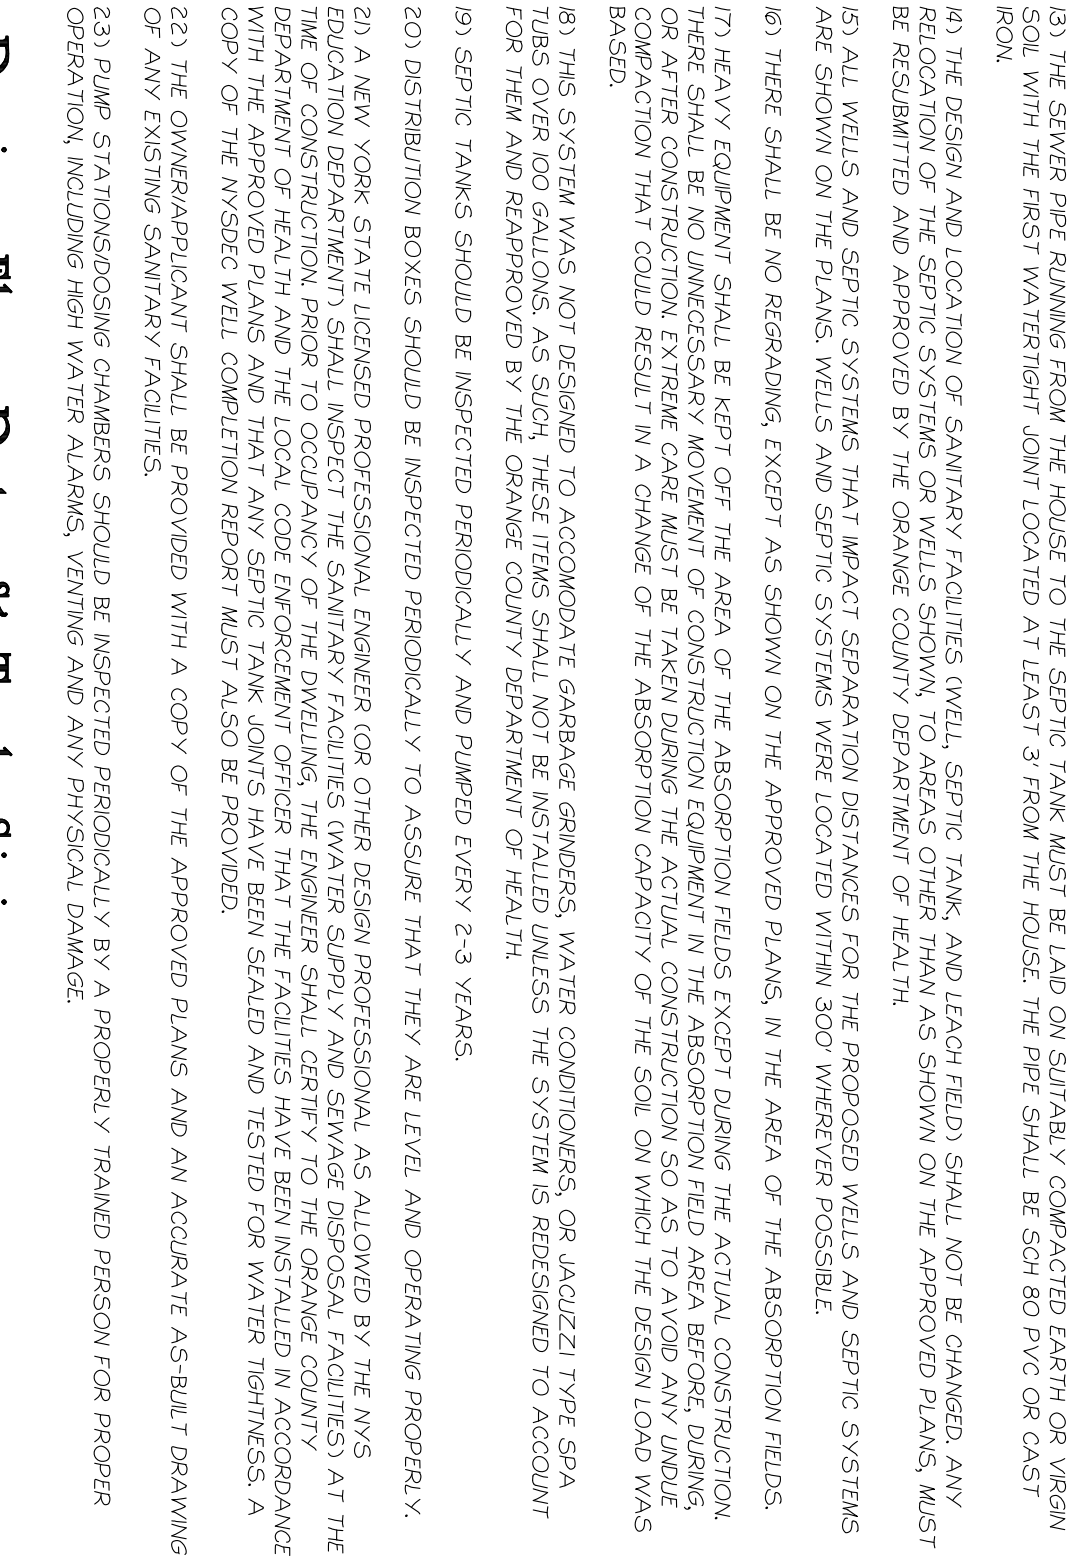 13) THE SEWER PIPE RUNNING FROM THE HOUSE TO THE SEPTIC TANK MUST BE LAID ON SUITABLY COMPACTED EARTH OR VIRGIN
SOIL WITH THE FIRST WATERTIGHT JOINT LOCATED AT LEAST 3' FROM THE HOUSE. THE PIPE SHALL BE SCH 80 PVC OR CAST
IRON.
14) THE DESIGN AND LOCATION OF SANITARY FACILITIES (WELL, SEPTIC TANK, AND LEACH FIELD) SHALL NOT BE CHANGED. ANY
RELOCATION OF THE SEPTIC SYSTEMS OR WELLS SHOWN, TO AREAS OTHER THAN AS SHOWN ON THE APPROVED PLANS, MUST
BE RESUBMITTED AND APPROVED BY THE ORANGE COUNTY DEPARTMENT OF HEALTH.
15) ALL WELLS AND SEPTIC SYSTEMS THAT IMPACT SEPARATION DISTANCES FOR THE PROPOSED WELLS AND SEPTIC SYSTEMS
ARE SHOWN ON THE PLANS. WELLS AND SEPTIC SYSTEMS WERE LOCATED WITHIN 300' WHEREVER POSSIBLE.
16) THERE SHALL BE NO REGRADING, EXCEPT AS SHOWN ON THE APPROVED PLANS, IN THE AREA OF THE ABSORPTION FIELDS.
17) HEAVY EQUIPMENT SHALL BE KEPT OFF THE AREA OF THE ABSORPTION FIELDS EXCEPT DURING THE ACTUAL CONSTRUCTION.
THERE SHALL BE NO UNNECESSARY MOVEMENT OF CONSTRUCTION EQUIPMENT IN THE ABSORPTION FIELD AREA BEFORE, DURING,
OR AFTER CONSTRUCTION. EXTREME CARE MUST BE TAKEN DURING THE ACTUAL CONSTRUCTION SO AS TO AVOID ANY UNDUE
COMPACTION THAT COULD RESULT IN A CHANGE OF THE ABSORPTION CAPACITY OF THE SOIL ON WHICH THE DESIGN LOAD WAS
BASED.
18) THIS SYSTEM WAS NOT DESIGNED TO ACCOMODATE GARBAGE GRINDERS, WATER CONDITIONERS, OR JACUZZI TYPE SPA
TUBS OVER 100 GALLONS. AS SUCH, THESE ITEMS SHALL NOT BE INSTALLED UNLESS THE SYSTEM IS REDESIGNED TO ACCOUNT
FOR THEM AND REAPPROVED BY THE ORANGE COUNTY DEPARTMENT OF HEALTH.
19) SEPTIC TANKS SHOULD BE INSPECTED PERIODICALLY AND PUMPED EVERY 2-3 YEARS.
20) DISTRIBUTION BOXES SHOULD BE INSPECTED PERIODICALLY TO ASSURE THAT THEY ARE LEVEL AND OPERATING PROPERLY.
21) A NEW YORK STATE LICENSED PROFESSIONAL ENGINEER (OR OTHER DESIGN PROFESSIONAL AS ALLOWED BY THE NYS
EDUCATION DEPARTMENT) SHALL INSPECT THE SANITARY FACILITIES (WATER SUPPLY AND SEWAGE DISPOSAL FACILITIES) AT THE
TIME OF CONSTRUCTION. PRIOR TO OCCUPANCY OF THE DWELLING, THE ENGINEER SHALL CERTIFY TO THE ORANGE COUNTY
DEPARTMENT OF HEALTH AND THE LOCAL CODE ENFORCEMENT OFFICER THAT THE FACILITIES HAVE BEEN INSTALLED IN ACCORDANCE
WITH THE APPROVED PLANS AND THAT ANY SEPTIC TANK JOINTS HAVE BEEN SEALED AND TESTED FOR WATER TIGHTNESS. A
COPY OF THE NYSDEC WELL COMPLETION REPORT MUST ALSO BE PROVIDED.
22) THE OWNER/APPLICANT SHALL BE PROVIDED WITH A COPY OF THE APPROVED PLANS AND AN ACCURATE AS-BUILT DRAWING
OF ANY EXISTING SANITARY FACILITIES.
23) PUMP STATIONS/DOSING CHAMBERS SHOULD BE INSPECTED PERIODICALLY BY A PROPERLY TRAINED PERSON FOR PROPER
OPERATION, INCLUDING HIGH WATER ALARMS, VENTING AND ANY PHYSICAL DAMAGE.